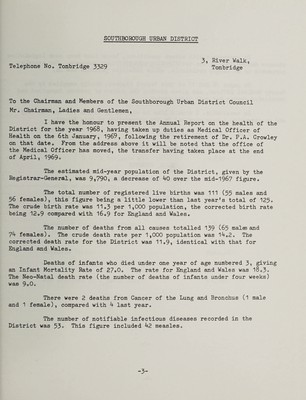 SOUTHBOROUGH URBAN DISTRICT
3, River Walk,
Telephone No. Tonbridge 3329
Tonbridge
To the Chairman and Members of the Southborough Urban District Council
Mr. Chairman, Ladies and Gentlemen,
I have the honour to present the Annual Report on the health of the
District for the year 1968, having taken up duties as Medical Officer of
Health on the 6th January, 1969, following the retirement of Dr. P.A. Crowley
on that date. From the address above it will be noted that the office of
the Medical Officer has moved, the transfer having taken place at the end
of April, 1969.
The estimated mid-year population of the District, given by the
Registrar-General, was 9,790, a decrease of 40 over the mid-1967 figure.
The total number of registered live births was 111 (55 males and
56 females), this figure being a little lower than last year's total of 125.
The crude birth rate was 11.3 per 1,000 population, the corrected birth rate
being 12.9 compared with 16.9 for England and Wales.
The number of deaths from all causes totalled 139 (65 males and
74 females). The crude death rate per 1,000 population was 14.2. The
corrected death rate for the District was 11.9, identical with that for
England and Wales.
Deaths of infants who died under one year of age numbered 3, giving
an Infant Mortality Rate of 27.0. The rate for England and Wales was 18.3.
The Neo-Natal death rate (the number of deaths of infants under four weeks)
was 9.0.
There were 2 deaths from Cancer of the Lung and Bronchus (1 male
and 1 female), compared with 4 last year.
The number of notifiable infectious diseases recorded in the
District was 53. This figure included 42 measles.
-3-